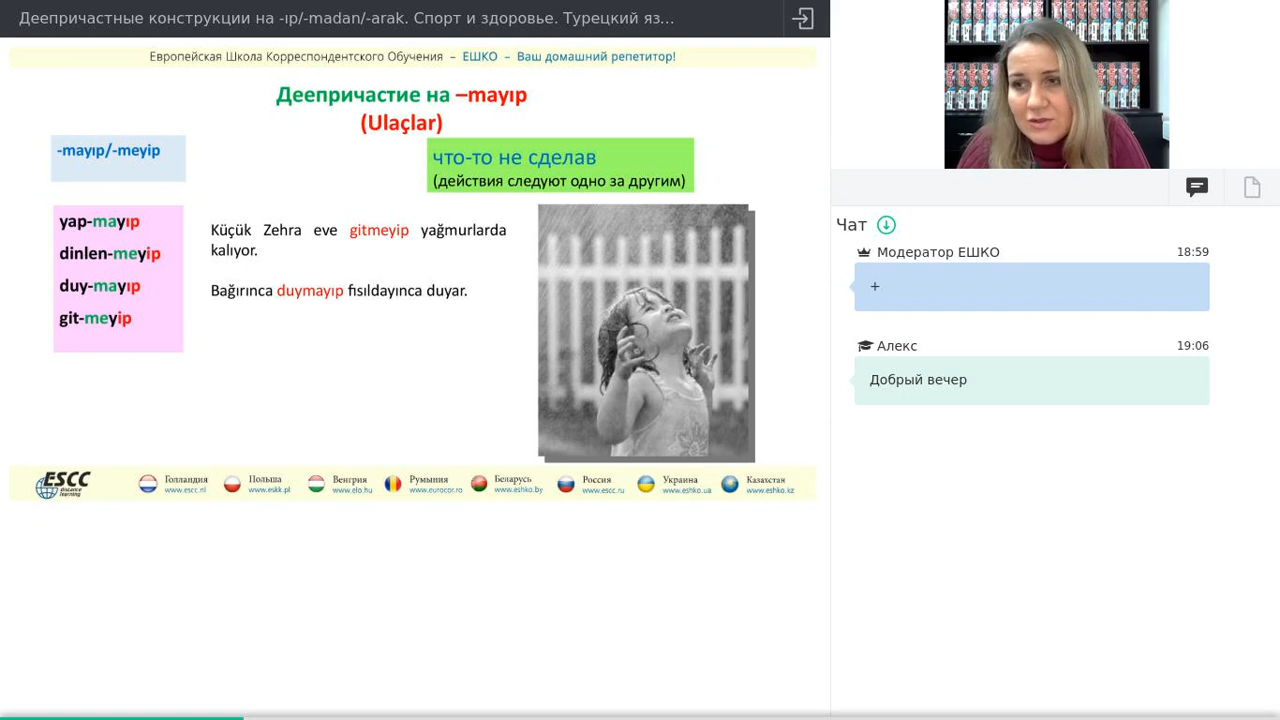 Деепричастные конструкции на -ıp/-madan/-arak. Спорт и здоровье. Турецкий яз...
Европейская Школа Корреспондентского Обучения – ЕШКО – Ваш домашний репетитор!
Деепричастие на –mayıp
(Ulaçlar)
-mayıp/-meyip
что-то не сделав
(действия следуют одно за другим)
yap-mayıp
dinlen-meyip
duy-mayıp
git-meyip
Küçük Zehra eve gitmeyip yağmurlarda
kalıyor.
Bağırınca duymayıp fısıldayınca duyar.
ESCC
distance
learning
Голландия
www.escc.nl
Польша
www.eskk.pl
Венгрия
www.elo.hu
Румыния
www.eurocor.ro
Беларусь
www.eshko.by
Россия
www.escc.ru
Украина
www.eshko.ua
Казахстан
www.eshko.kz
Чат
Модератор ЕШКО 18:59
+
Алекс 19:06
Добрый вечер